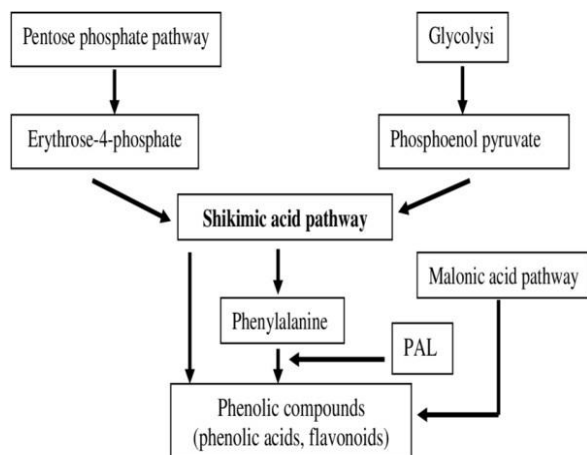 Pentose phosphate pathway
Glycolysi
Erythrose-4-phosphate
Phosphoenol pyruvate
Shikimic acid pathway
Malonic acid pathway
Phenylalanine
PAL
Phenolic compounds
(phenolic acids, flavonoids)